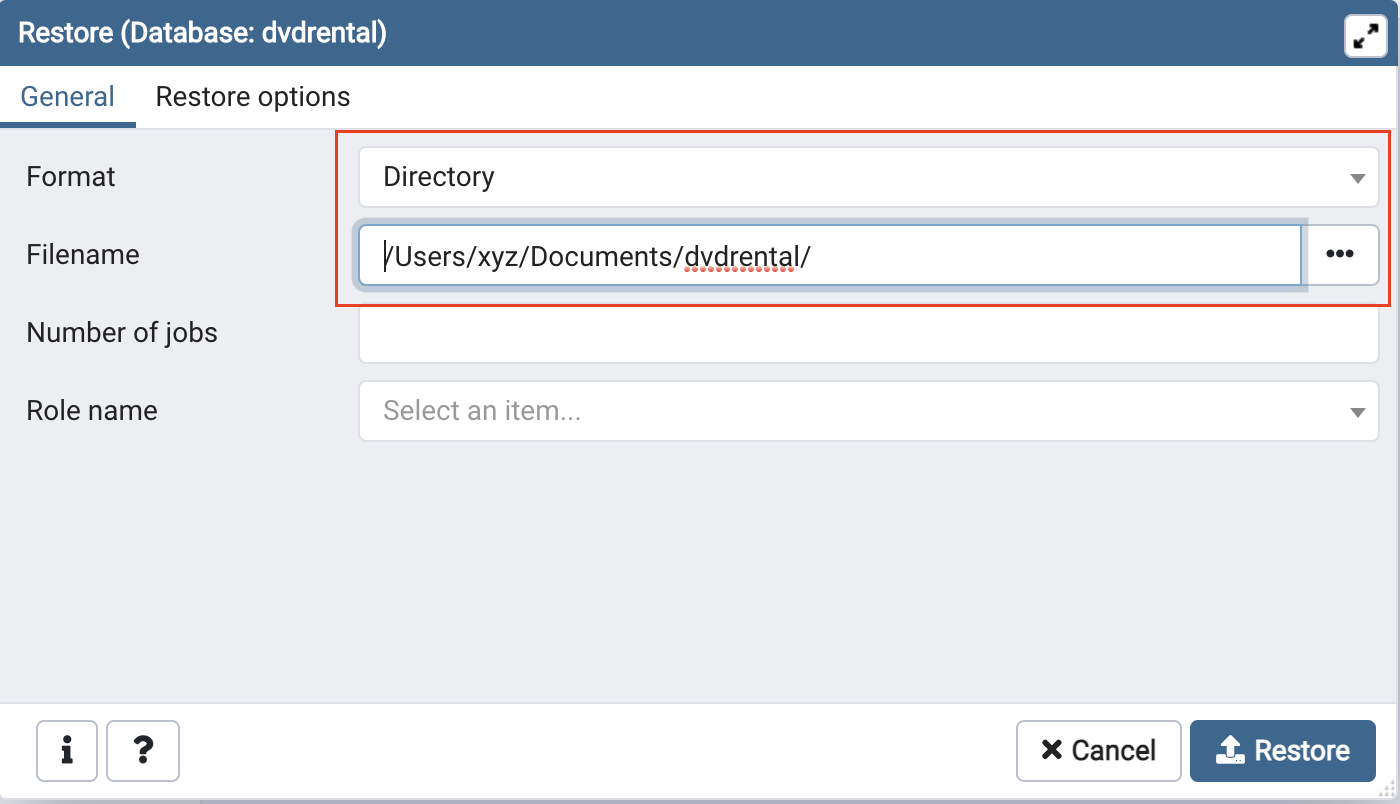 Restore (Database: dvdrental)
General Restore options
Format Directory
Filename /Users/xyz/Documents/dvdrental/ •••
Number of jobs
Role name Select an item...
i ? Cancel Restore